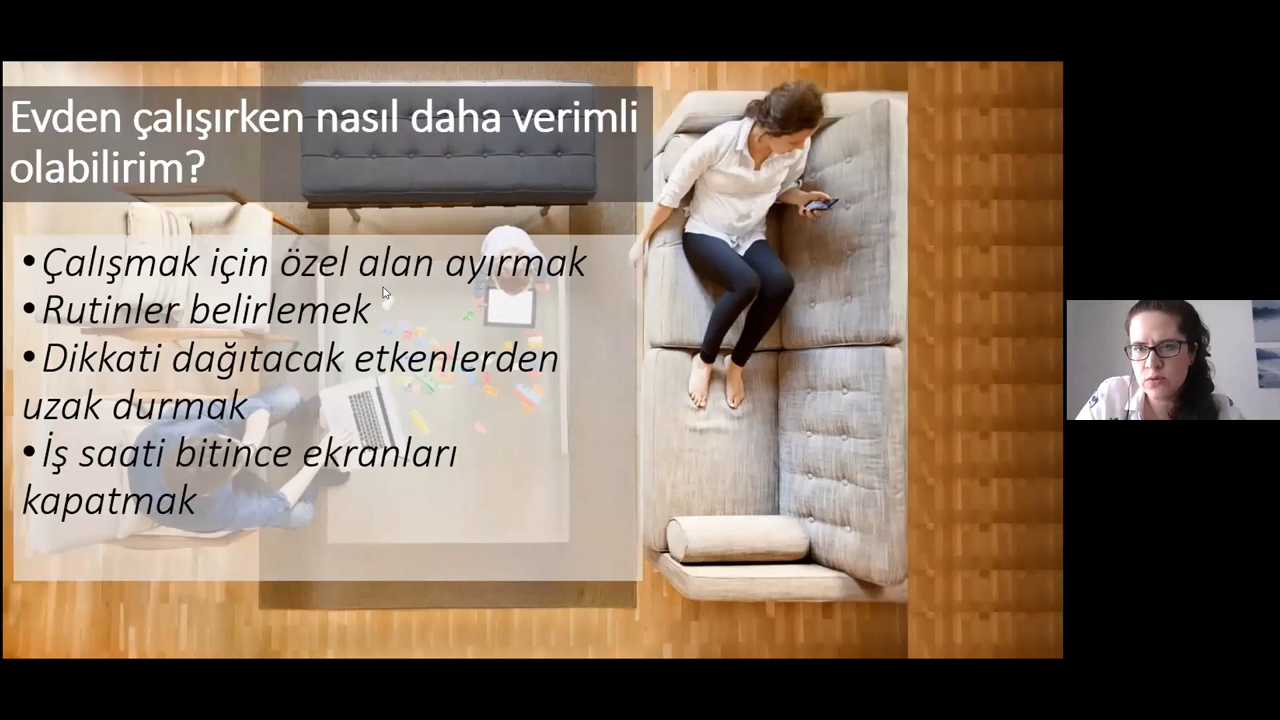 Evden çalışırken nasıl daha verimli
olabilirim?
•Çalışmak için özel alan ayırmak
•Rutinler belirlemek
•Dikkati dağıtacak etkenlerden
uzak durmak
•İş saati bitince ekranları
kapatmak